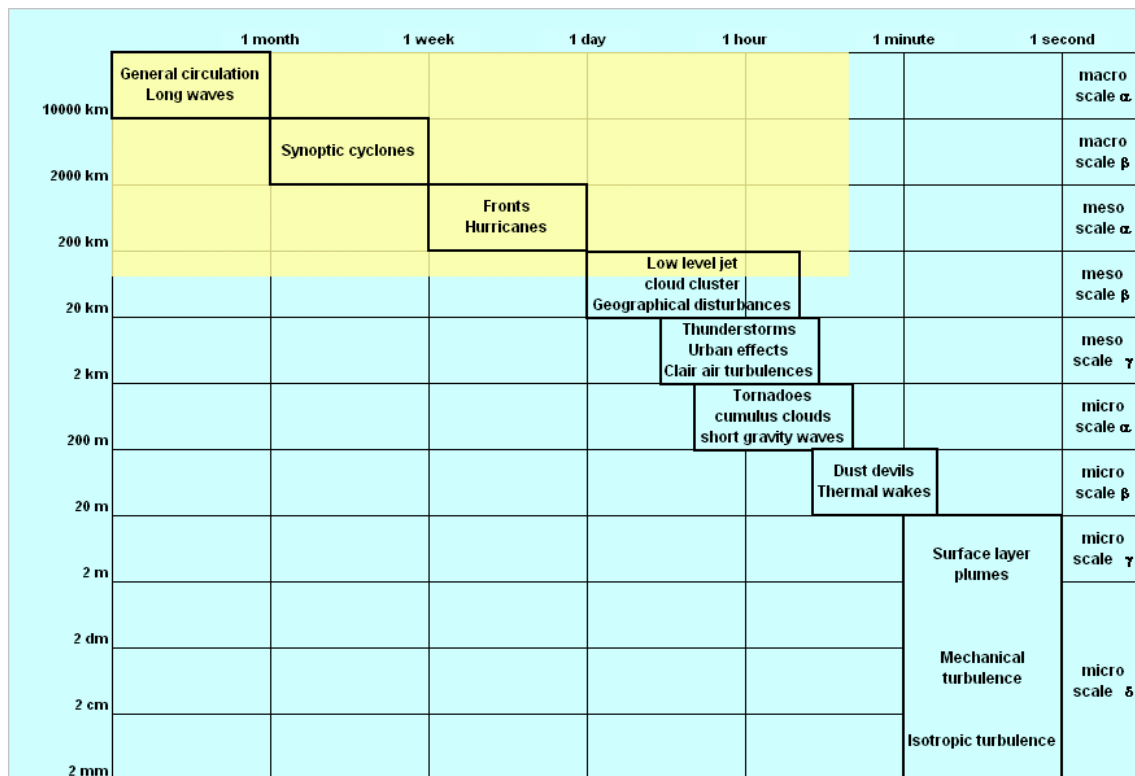 1 month 1 week 1 day 1 hour 1 minute 1 second
General circulation
Long waves
macro
scale α
10000 km
Synoptic cyclones
macro
scale β
2000 km
Fronts
Hurricanes
meso
scale α
200 km
Low level jet
cloud cluster
Geographical disturbances
meso
scale β
20 km
Thunderstorms
Urban effects
Clair air turbulences
meso
scale γ
2 km
Tornadoes
cumulus clouds
short gravity waves
micro
scale α
200 m
Dust devils
Thermal wakes
micro
scale β
20 m
Surface layer
plumes
micro
scale γ
2 m
2 dm
Mechanical
turbulence
micro
scale δ
2 cm
Isotropic turbulence
2 mm